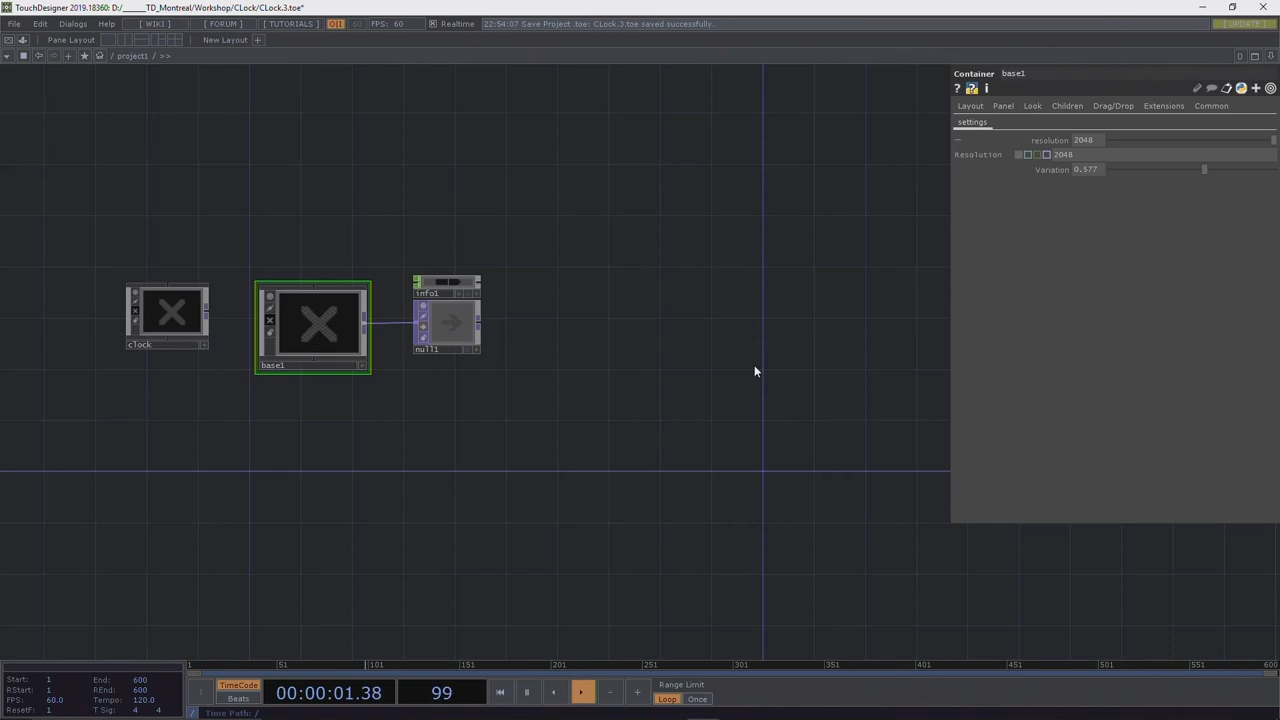 TouchDesigner 2019.18360: D:/______TD_Montreal/Workshop/CLock/CLock.3.toe*
File Edit Dialogs Help [ WIKI ] [ FORUM ] [ TUTORIALS ] O|I 60 FPS: 60 Realtime 22:54:07 Save Project .toe: CLock.3.toe saved successfully. [ UPDATE ]
Pane Layout New Layout +
/ project1 / >>
Container base1
Layout Panel Look Children Drag/Drop Extensions Common
settings
resolution 2048
Resolution 2048
Variation 0.577
info1
clock
null1
base1
1 51 101 151 201 251 301 351 401 451 501 551 600
Start: 1 End: 600
RStart: 1 REnd: 600
FPS: 60.0 Tempo: 120.0
ResetF: 1 T Sig: 4 4
TimeCode
Beats
00:00:01.38 99
Range Limit
Loop Once
/ Time Path: /